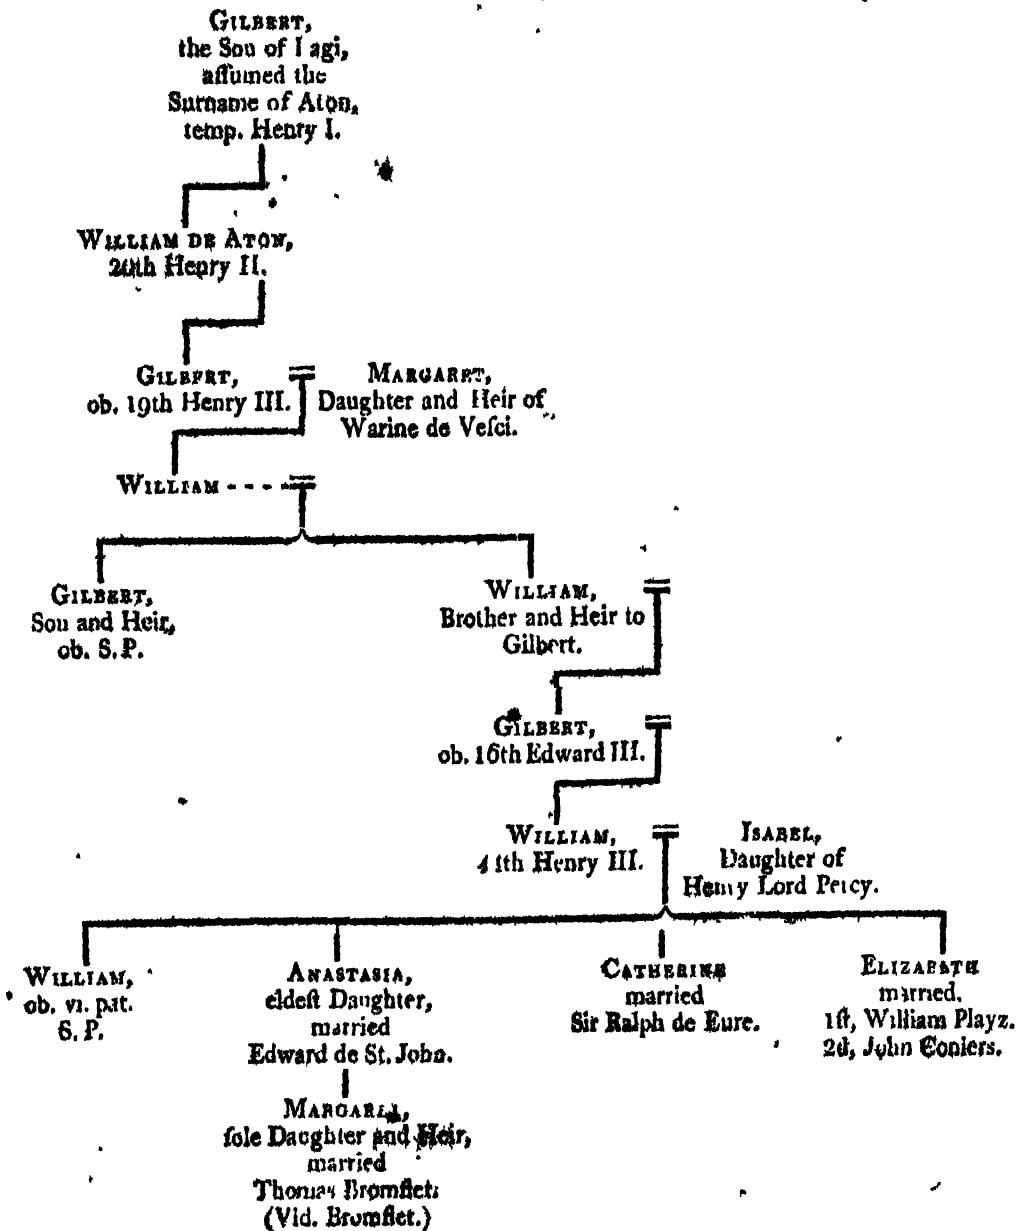 GILBERT,
the Son of Iagi,
aſſumed the
Surname of Aton,
temp. Henry I.
WILLIAM DE ATON,
20th Henry II.
GILBERT,
ob. 19th Henry III.
MARGARET,
Daughter and Heir of
Warine de Veſci.
WILLIAM - - - -
GILBERT,
Son and Heir,
ob. S.P.
WILLIAM,
Brother and Heir to
Gilbert.
GILBERT,
ob. 16th Edward III.
WILLIAM,
44th Henry III.
ISABEL,
Daughter of
Henry Lord Percy.
WILLIAM,
ob. vi. pat.
S. P.
ANASTASIA,
eldeſt Daughter,
married
Edward de St. John.
CATHERINE
married
Sir Ralph de Eure.
ELIZABETH
married,
1ſt, William Playz.
2d, John Coniers.
MARGARET,
ſole Daughter and Heir,
married
Thomas Bromflet.
(Vid. Bromflet.)